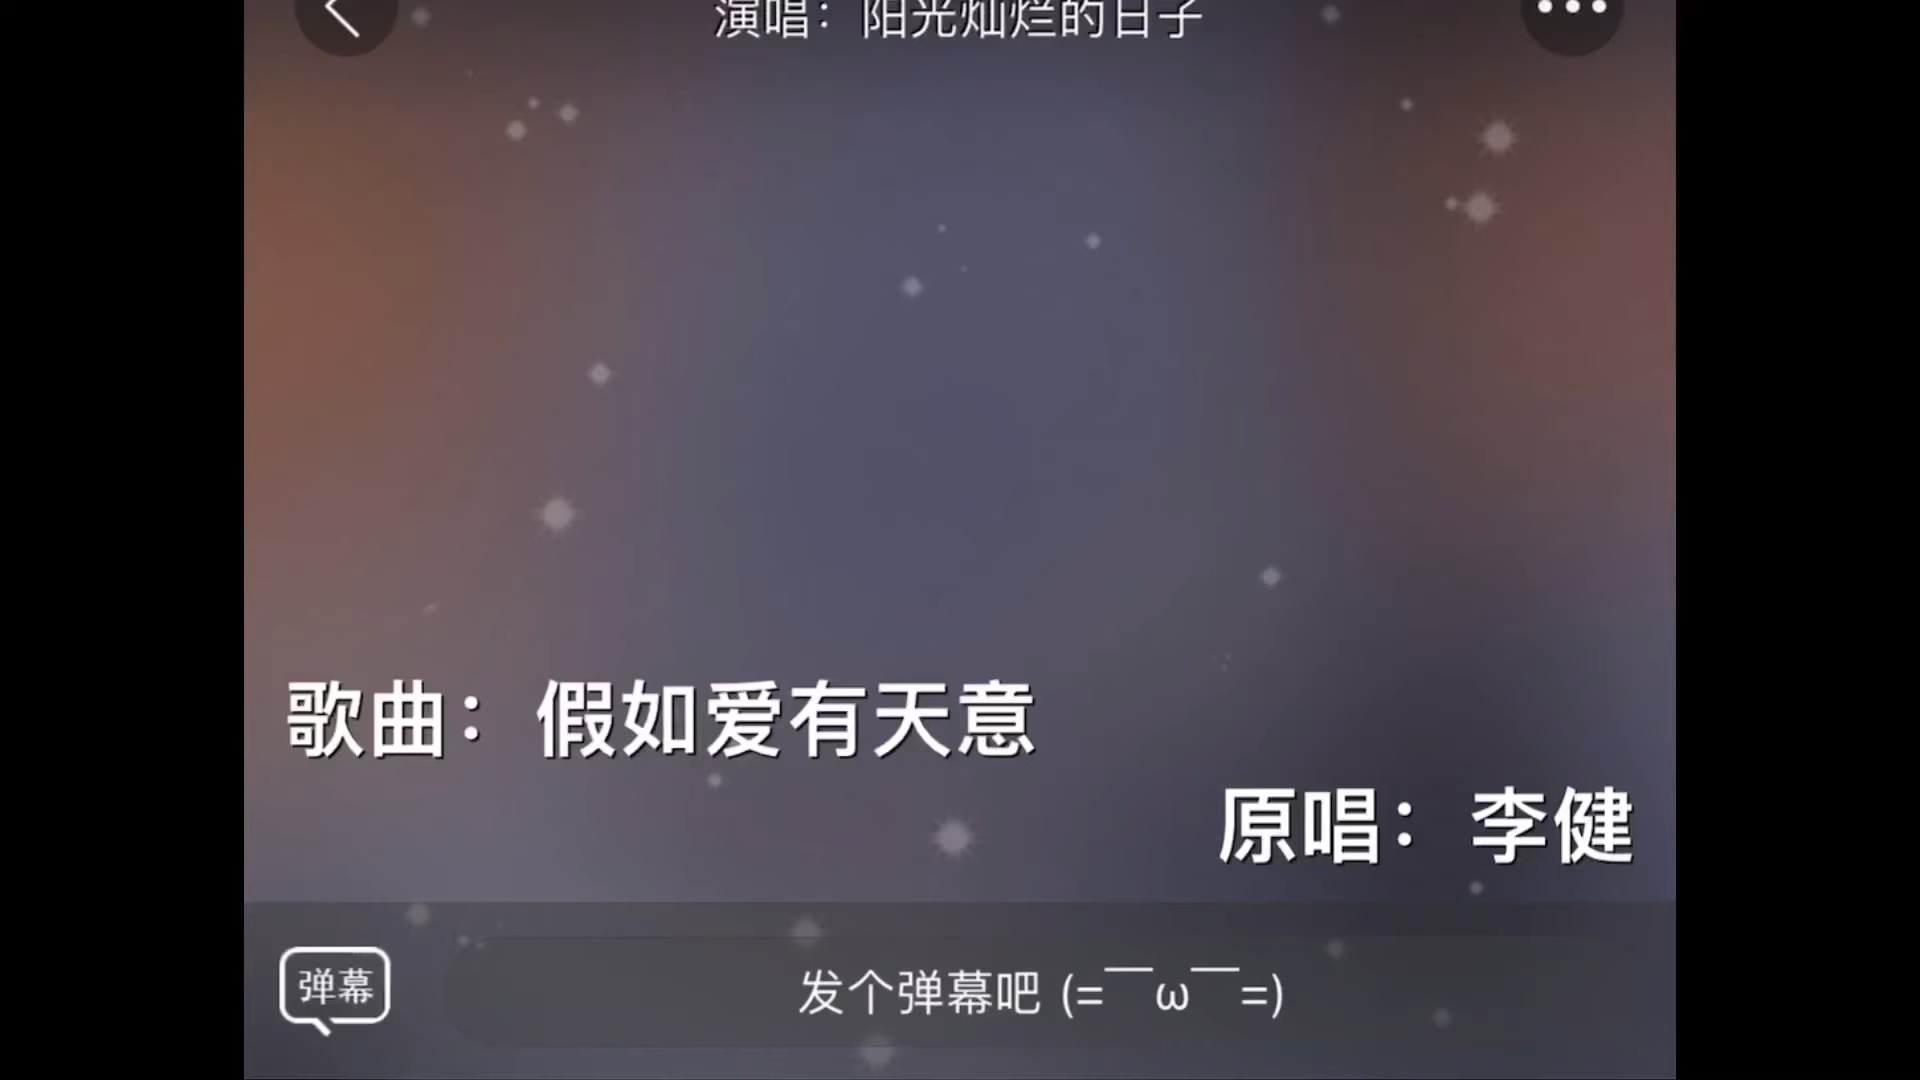 演唱：阳光灿烂的日子
歌曲：假如爱有天意
原唱：李健
弹幕
发个弹幕吧 (=￣ω￣=)